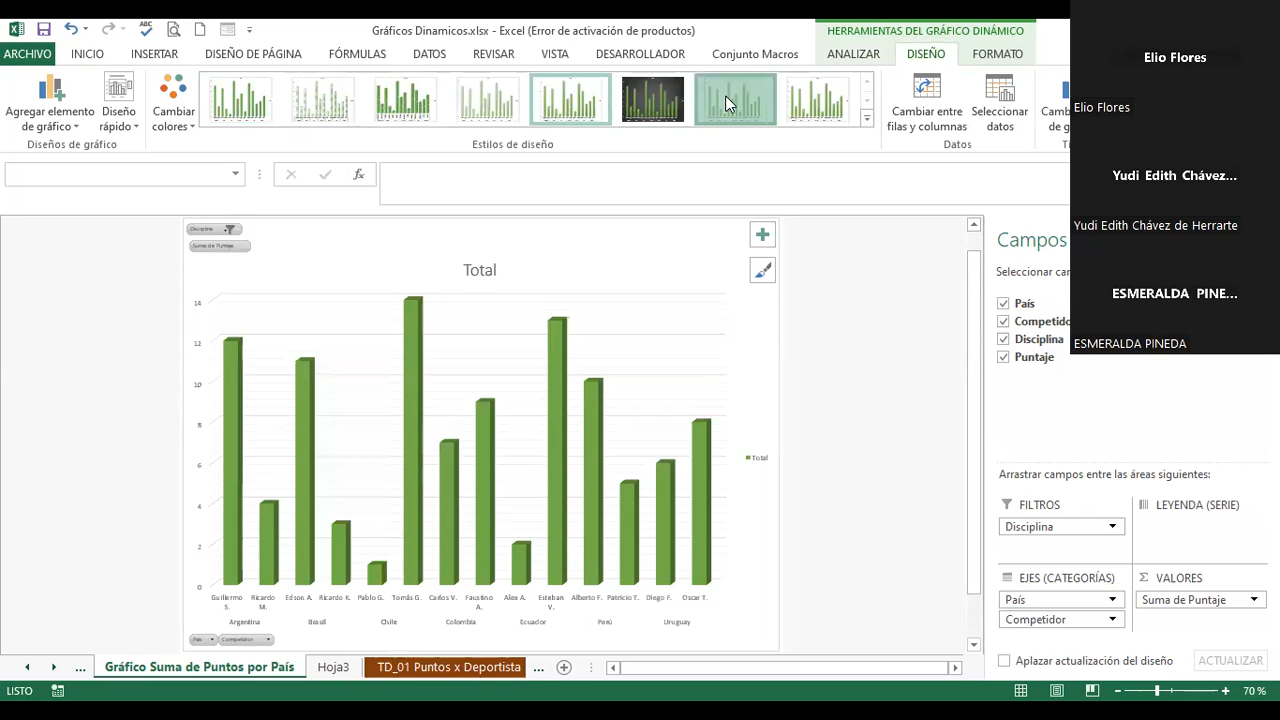 Gráficos Dinamicos.xlsx - Excel (Error de activación de productos)
HERRAMIENTAS DEL GRÁFICO DINÁMICO
ARCHIVO INICIO INSERTAR DISEÑO DE PÁGINA FÓRMULAS DATOS REVISAR VISTA DESARROLLADOR Conjunto Macros ANALIZAR DISEÑO FORMATO
Agregar elemento de gráfico
Diseño rápido
Cambiar colores
Cambiar entre filas y columnas
Seleccionar datos
Diseños de gráfico
Estilos de diseño
Datos
Elio Flores
Elio Flores
Yudi Edith Chávez...
Yudi Edith Chávez de Herrarte
ESMERALDA PINE...
ESMERALDA PINEDA
Disciplina
Suma de Puntaje
Total
14
12
10
8
6
4
2
0
Total
Guillermo S. Ricardo M. Edson A. Ricardo K. Pablo G. Tomás G. Carlos V. Faustino A. Alex A. Esteban V. Alberto F. Patricio T. Diego F. Oscar T.
Argentina Brasil Chile Colombia Ecuador Perú Uruguay
País Competidor
Campos
País
Disciplina
Puntaje
Arrastrar campos entre las áreas siguientes:
FILTROS
Disciplina
LEYENDA (SERIE)
EJES (CATEGORÍAS)
País
Competidor
VALORES
Suma de Puntaje
Aplazar actualización del diseño
ACTUALIZAR
... Gráfico Suma de Puntos por País Hoja3 TD_01 Puntos x Deportista ...
LISTO
70 %